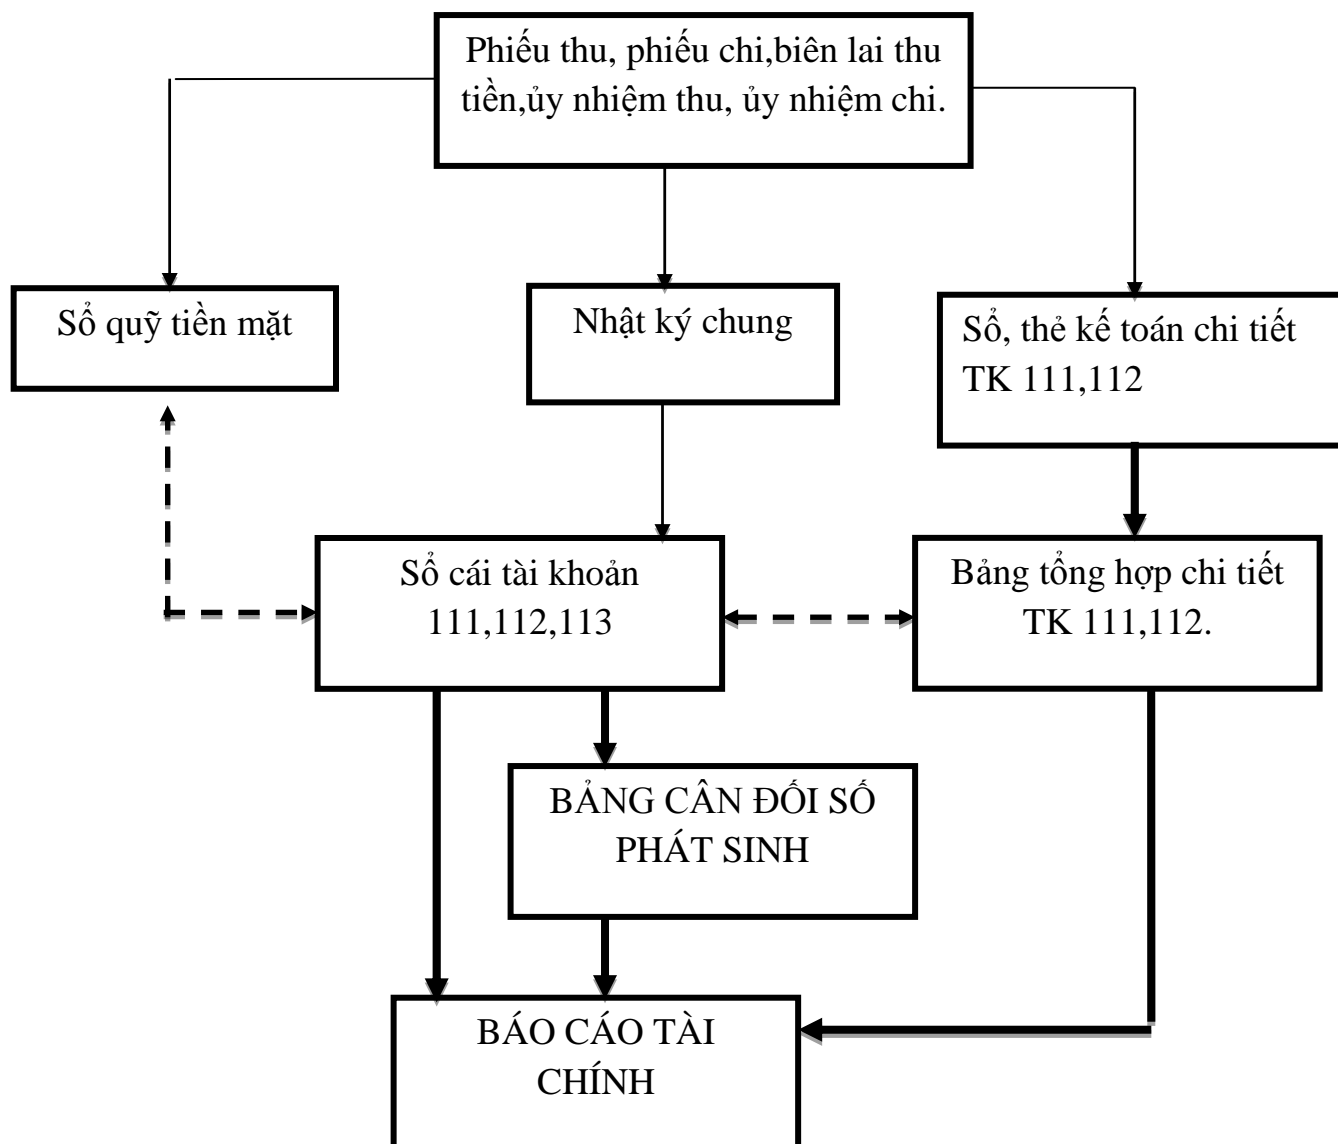 Phiếu thu, phiếu chi,biên lai thu
tiền,ủy nhiệm thu, ủy nhiệm chi.
Sổ quỹ tiền mặt
Nhật ký chung
Sổ, thẻ kế toán chi tiết
TK 111,112
Sổ cái tài khoản
111,112,113
Bảng tổng hợp chi tiết
TK 111,112.
BẢNG CÂN ĐỐI SỐ
PHÁT SINH
BÁO CÁO TÀI
CHÍNH